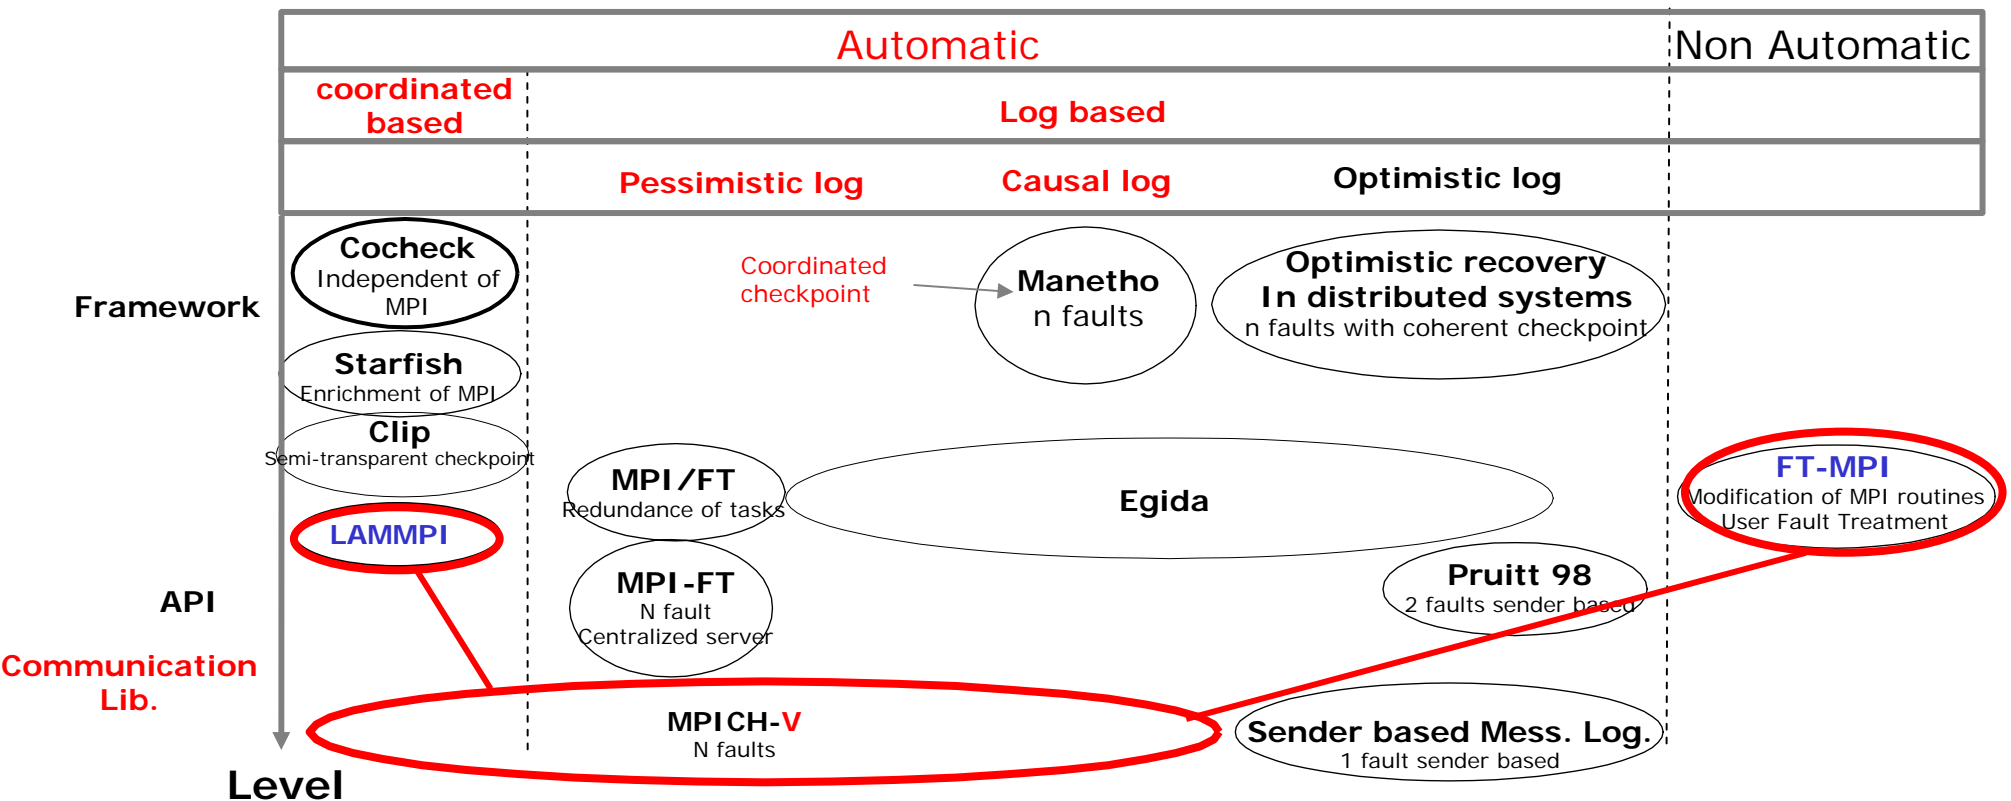 Automatic
Non Automatic
coordinated
based
Log based
Pessimistic log
Causal log
Optimistic log
Cocheck
Independent of
MPI
Framework
Starfish
Enrichment of MPI
Clip
Semi-transparent checkpoint
Coordinated
checkpoint
Manetho
n faults
Optimistic recovery
In distributed systems
n faults with coherent checkpoint
MPI/FT
Redundance of tasks
Egida
FT-MPI
Modification of MPI routines
User Fault Treatment
LAMMPI
API
MPI-FT
N fault
Centralized server
Pruitt 98
2 faults sender based
Communication
Lib.
MPICH-V
N faults
Sender based Mess. Log.
1 fault sender based
Level